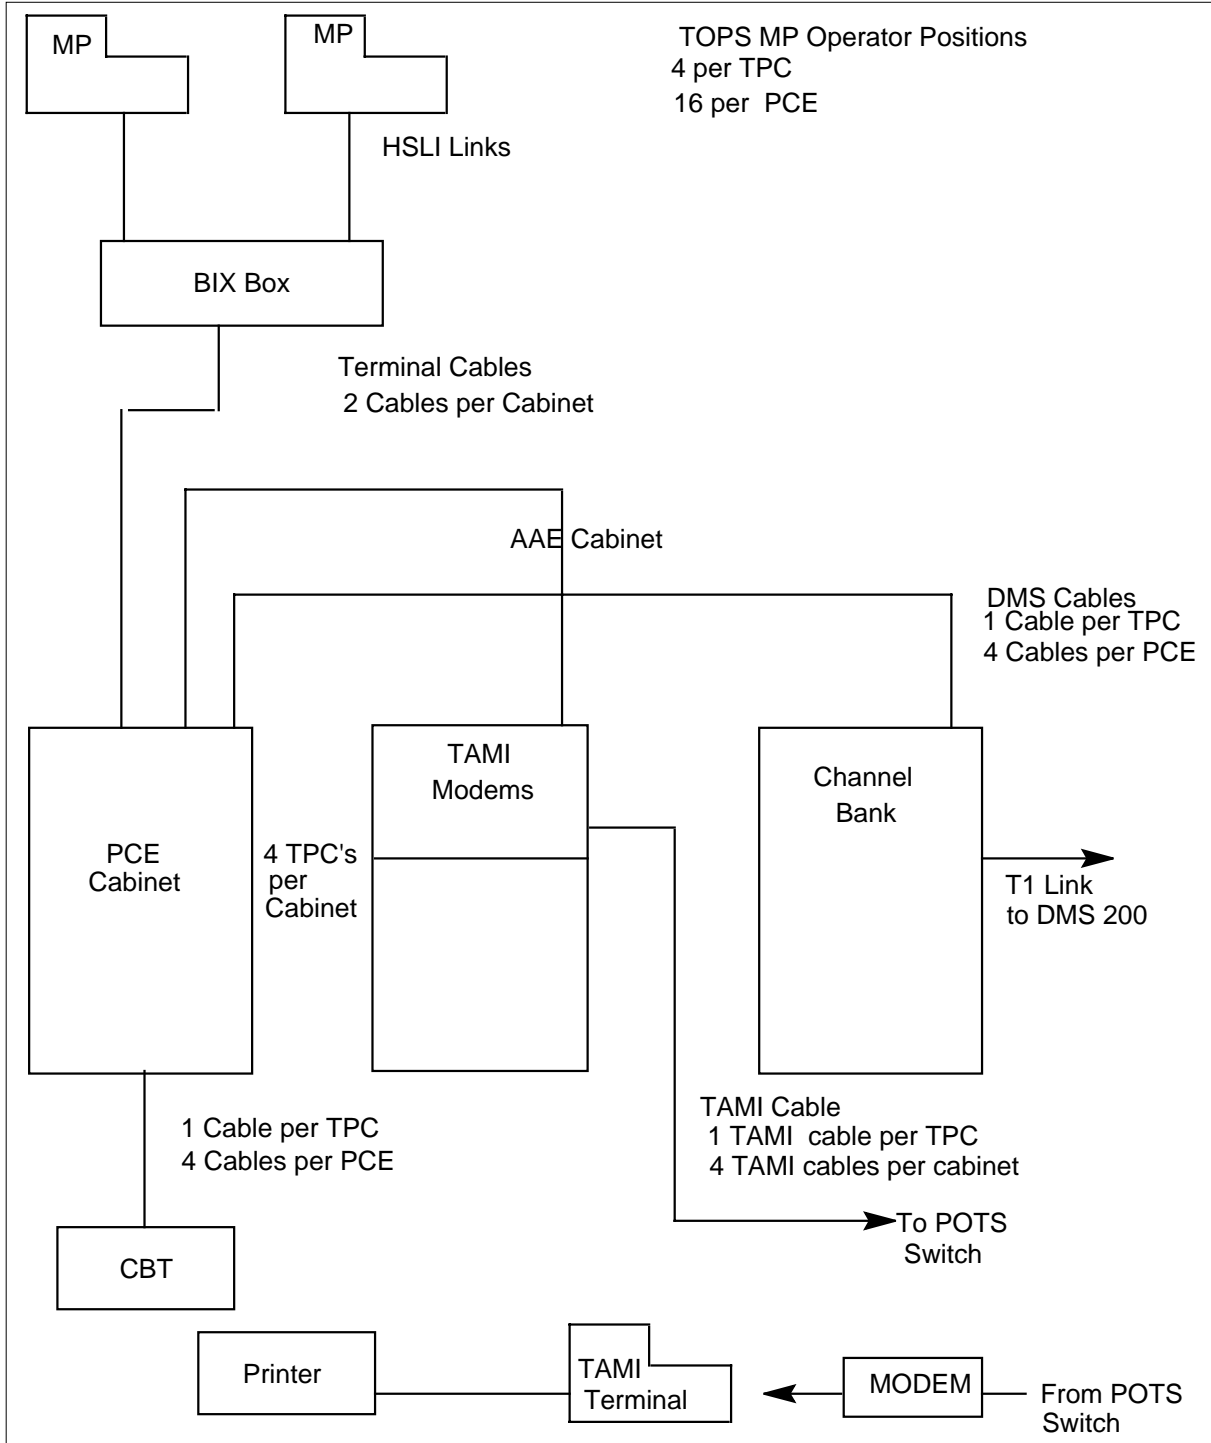 MP
MP
TOPS MP Operator Positions
4 per TPC
16 per PCE
HSLI Links
BIX Box
Terminal Cables
2 Cables per Cabinet
AAE Cabinet
DMS Cables
1 Cable per TPC
4 Cables per PCE
TAMI
Modems
Channel
Bank
PCE
Cabinet
4 TPC's
per
Cabinet
T1 Link
to DMS 200
TAMI Cable
1 TAMI cable per TPC
4 TAMI cables per cabinet
1 Cable per TPC
4 Cables per PCE
To POTS
Switch
CBT
Printer
TAMI
Terminal
MODEM
From POTS
Switch